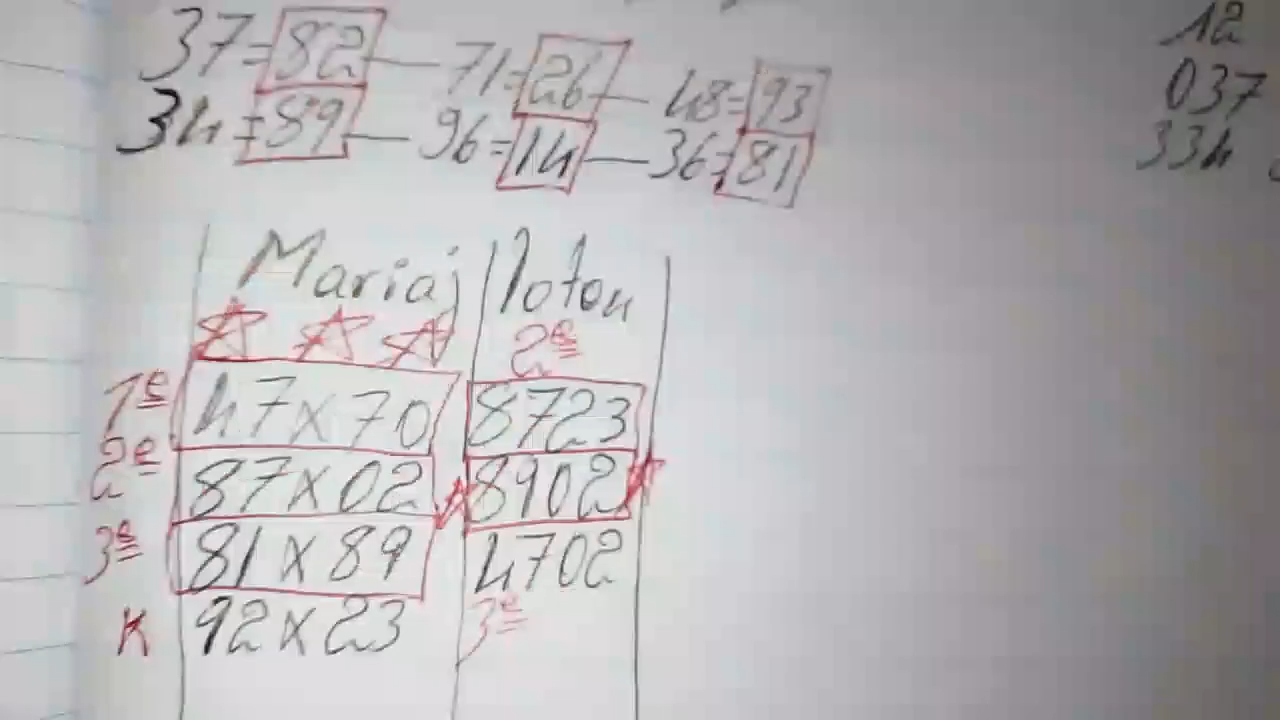 37=82—71=26—48=93
34=89—96=14—36=81
12
037
334
Mariaj loto4
2e
1e 47x70 8723
2e 87x02 8902
3e 81x89 4702
K 92x23 3e